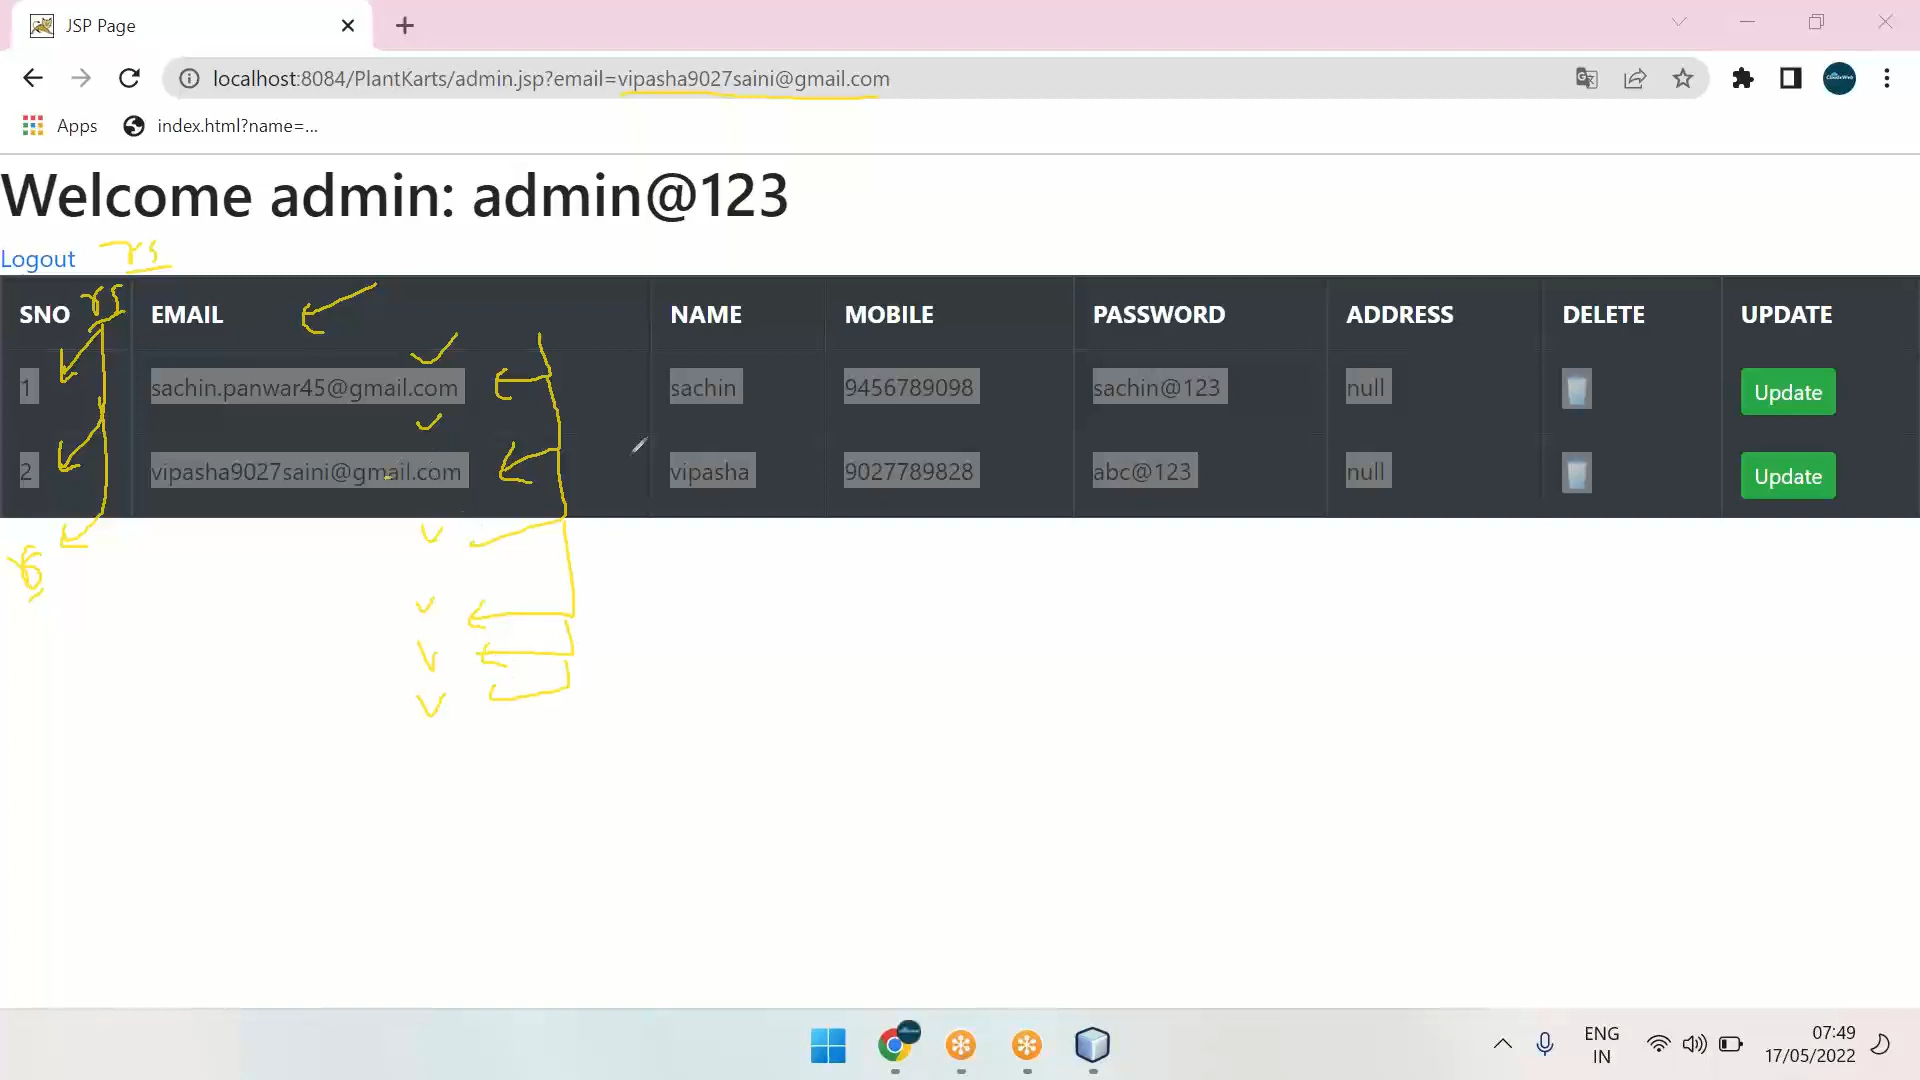 JSP Page
localhost:8084/PlantKarts/admin.jsp?email=vipasha9027saini@gmail.com
Apps index.html?name=...
Welcome admin: admin@123
Logout rs
SNO rs EMAIL NAME MOBILE PASSWORD ADDRESS DELETE UPDATE
1 sachin.panwar45@gmail.com sachin 9456789098 sachin@123 null Update
2 vipasha9027saini@gmail.com vipasha 9027789828 abc@123 null Update
ENG 07:49
IN 17/05/2022